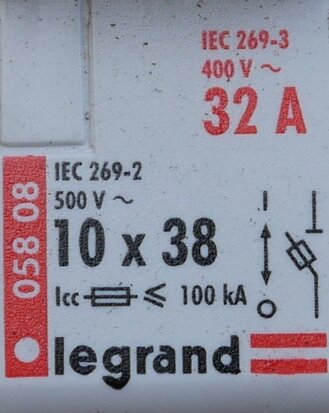 IEC 269-3
400 V ~
32 A
058 08
IEC 269-2
500 V ~
10 x 38
Icc ≤ 100 kA
I
O
legrand